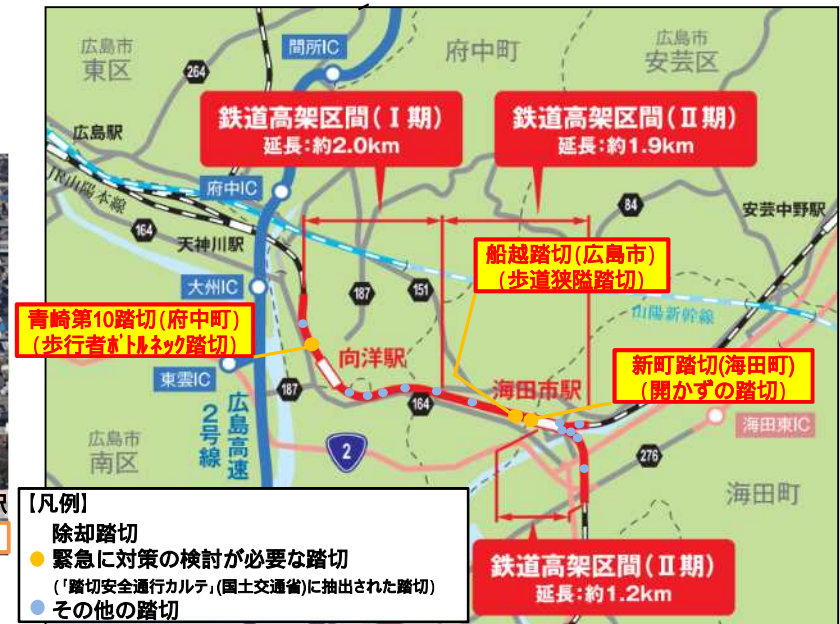 広島市
東区
間所IC
府中町
広島市
安芸区
264
鉄道高架区間(Ⅰ期)
延長:約2.0km
鉄道高架区間(Ⅱ期)
延長:約1.9km
広島駅
JR山陽本線
府中IC
164
天神川駅
84
安芸中野駅
船越踏切(広島市)
(歩道狭隘踏切)
大州IC
187
151
山陽新幹線
青崎第10踏切(府中町)
(歩行者ボトルネック踏切)
向洋駅
新町踏切(海田町)
(開かずの踏切)
東雲IC
187
海田市駅
164
広島高速
2号線
海田東IC
広島市
南区
2
276
海田町
駅
【凡例】
除却踏切
緊急に対策の検討が必要な踏切
(「踏切安全通行カルテ」(国土交通省)に抽出された踏切)
その他の踏切
鉄道高架区間(Ⅱ期)
延長:約1.2km